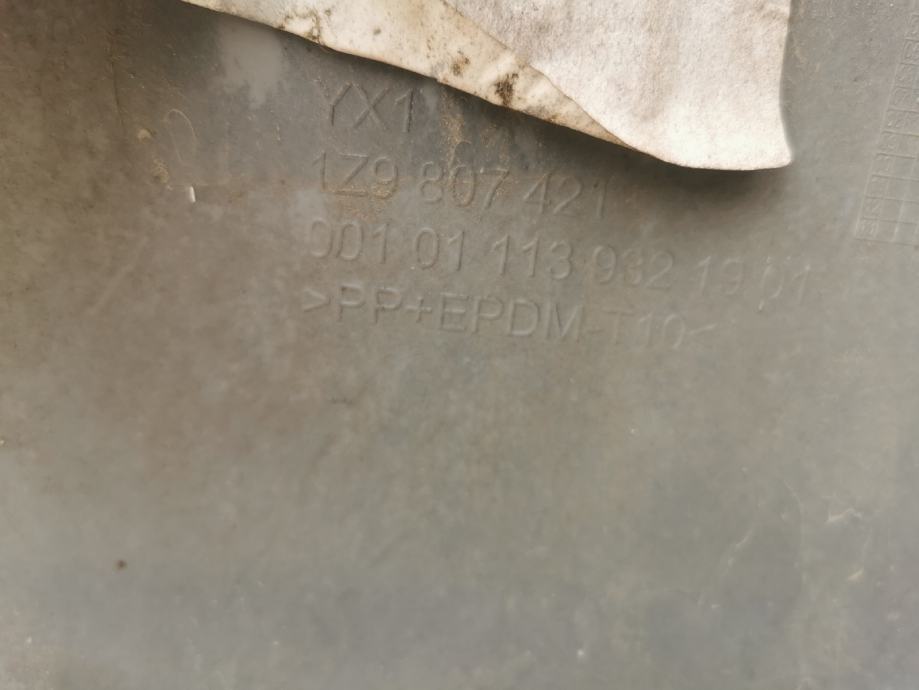 YX1
1Z9 807 421
001 01 113 932 19 01
>PP+EPDM-T10<